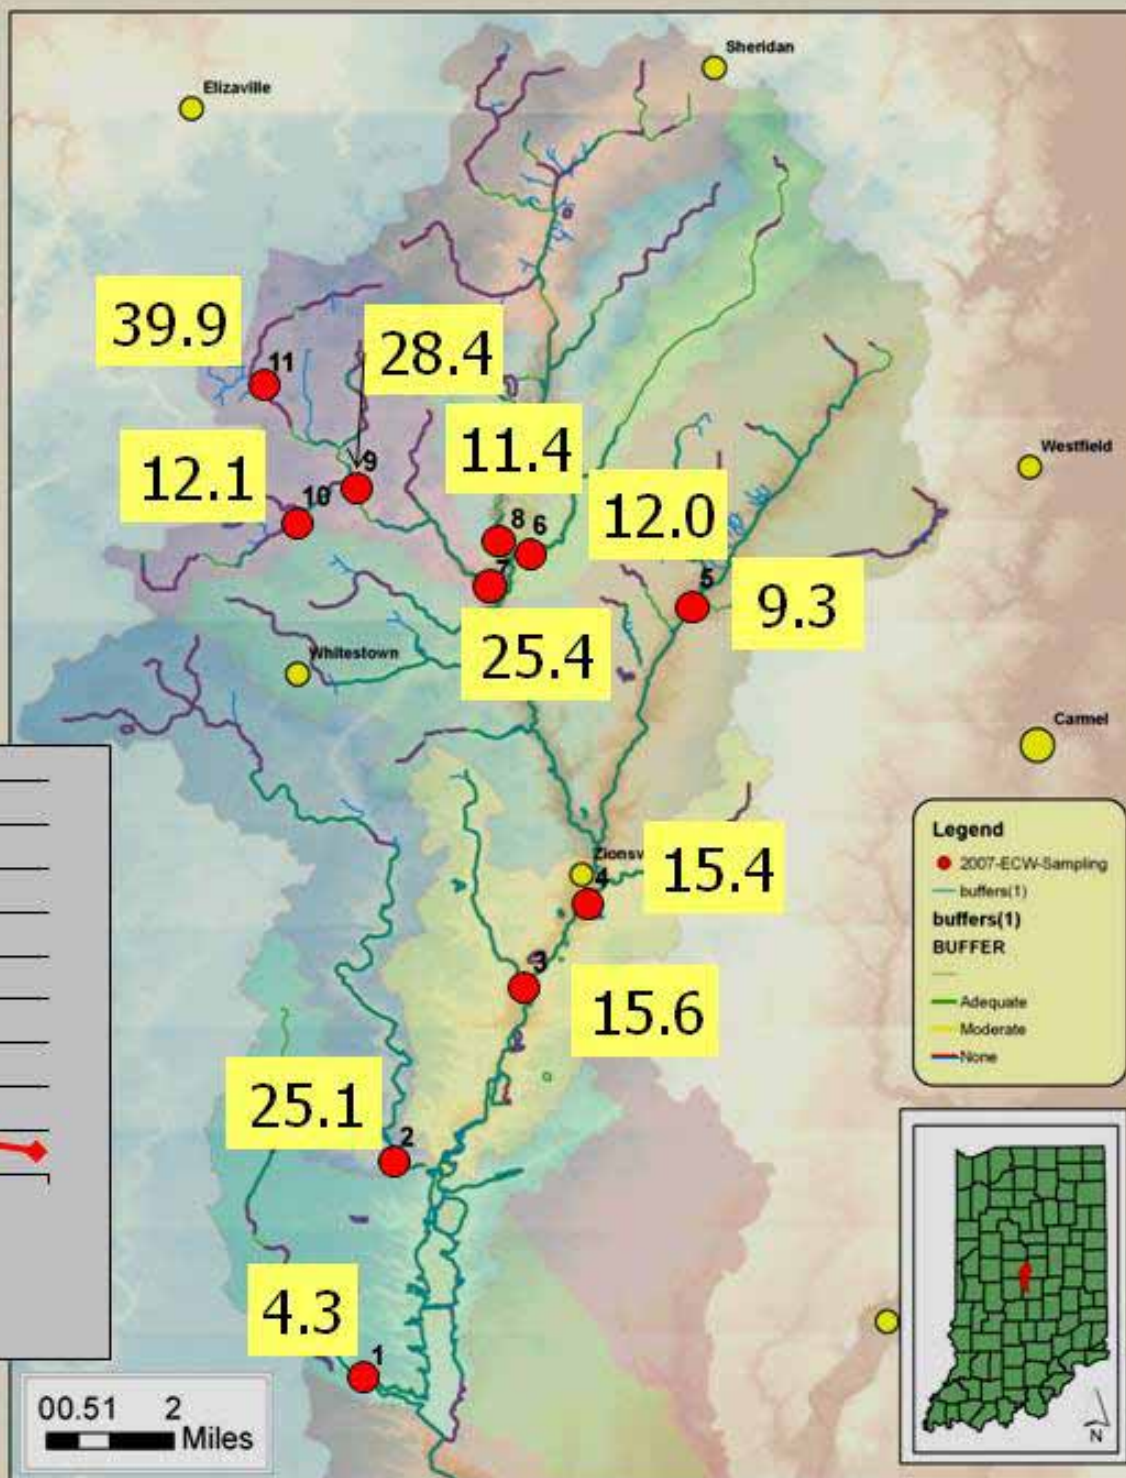 Sheridan
Elizaville
39.9
28.4
11
11.4
Westfield
12.1
9
10
12.0
8
6
7
5
9.3
25.4
Whitestown
Carmel
Legend
2007-ECW-Sampling
buffers(1)
buffers(1)
BUFFER
Adequate
Moderate
None
Zionsv
15.4
4
3
15.6
25.1
2
4.3
1
00.51 2
Miles
N